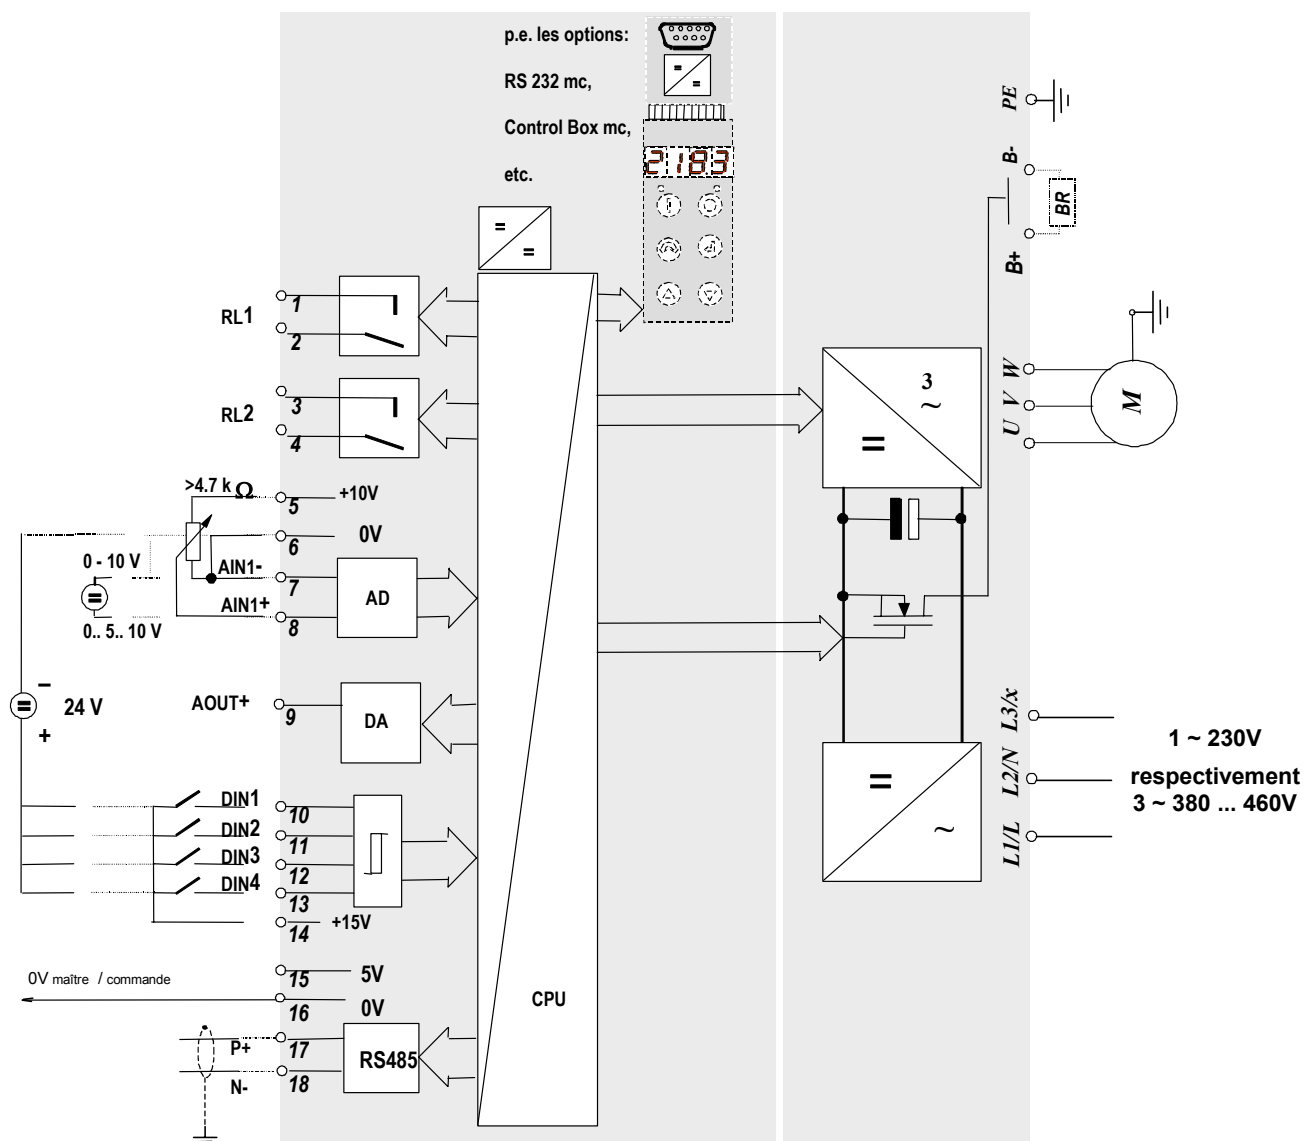 p.e. les options:
RS 232 mc,
Control Box mc,
etc.
2183
PE
B-
BR
B+
RL1
1
2
RL2
3
4
3
~
=
W
V
U
M
>4.7 k Ω
5
+10V
6
0V
0 - 10 V
AIN1-
7
AD
AIN1+
8
0.. 5.. 10 V
−
24 V
+
AOUT+
9
DA
L3/x
L2/N
L1/L
=
~
1 ~ 230V
respectivement
3 ~ 380 ... 460V
DIN1
10
DIN2
11
DIN3
12
DIN4
13
14
+15V
15
5V
0V maître / commande
16
0V
CPU
P+
17
RS485
N-
18